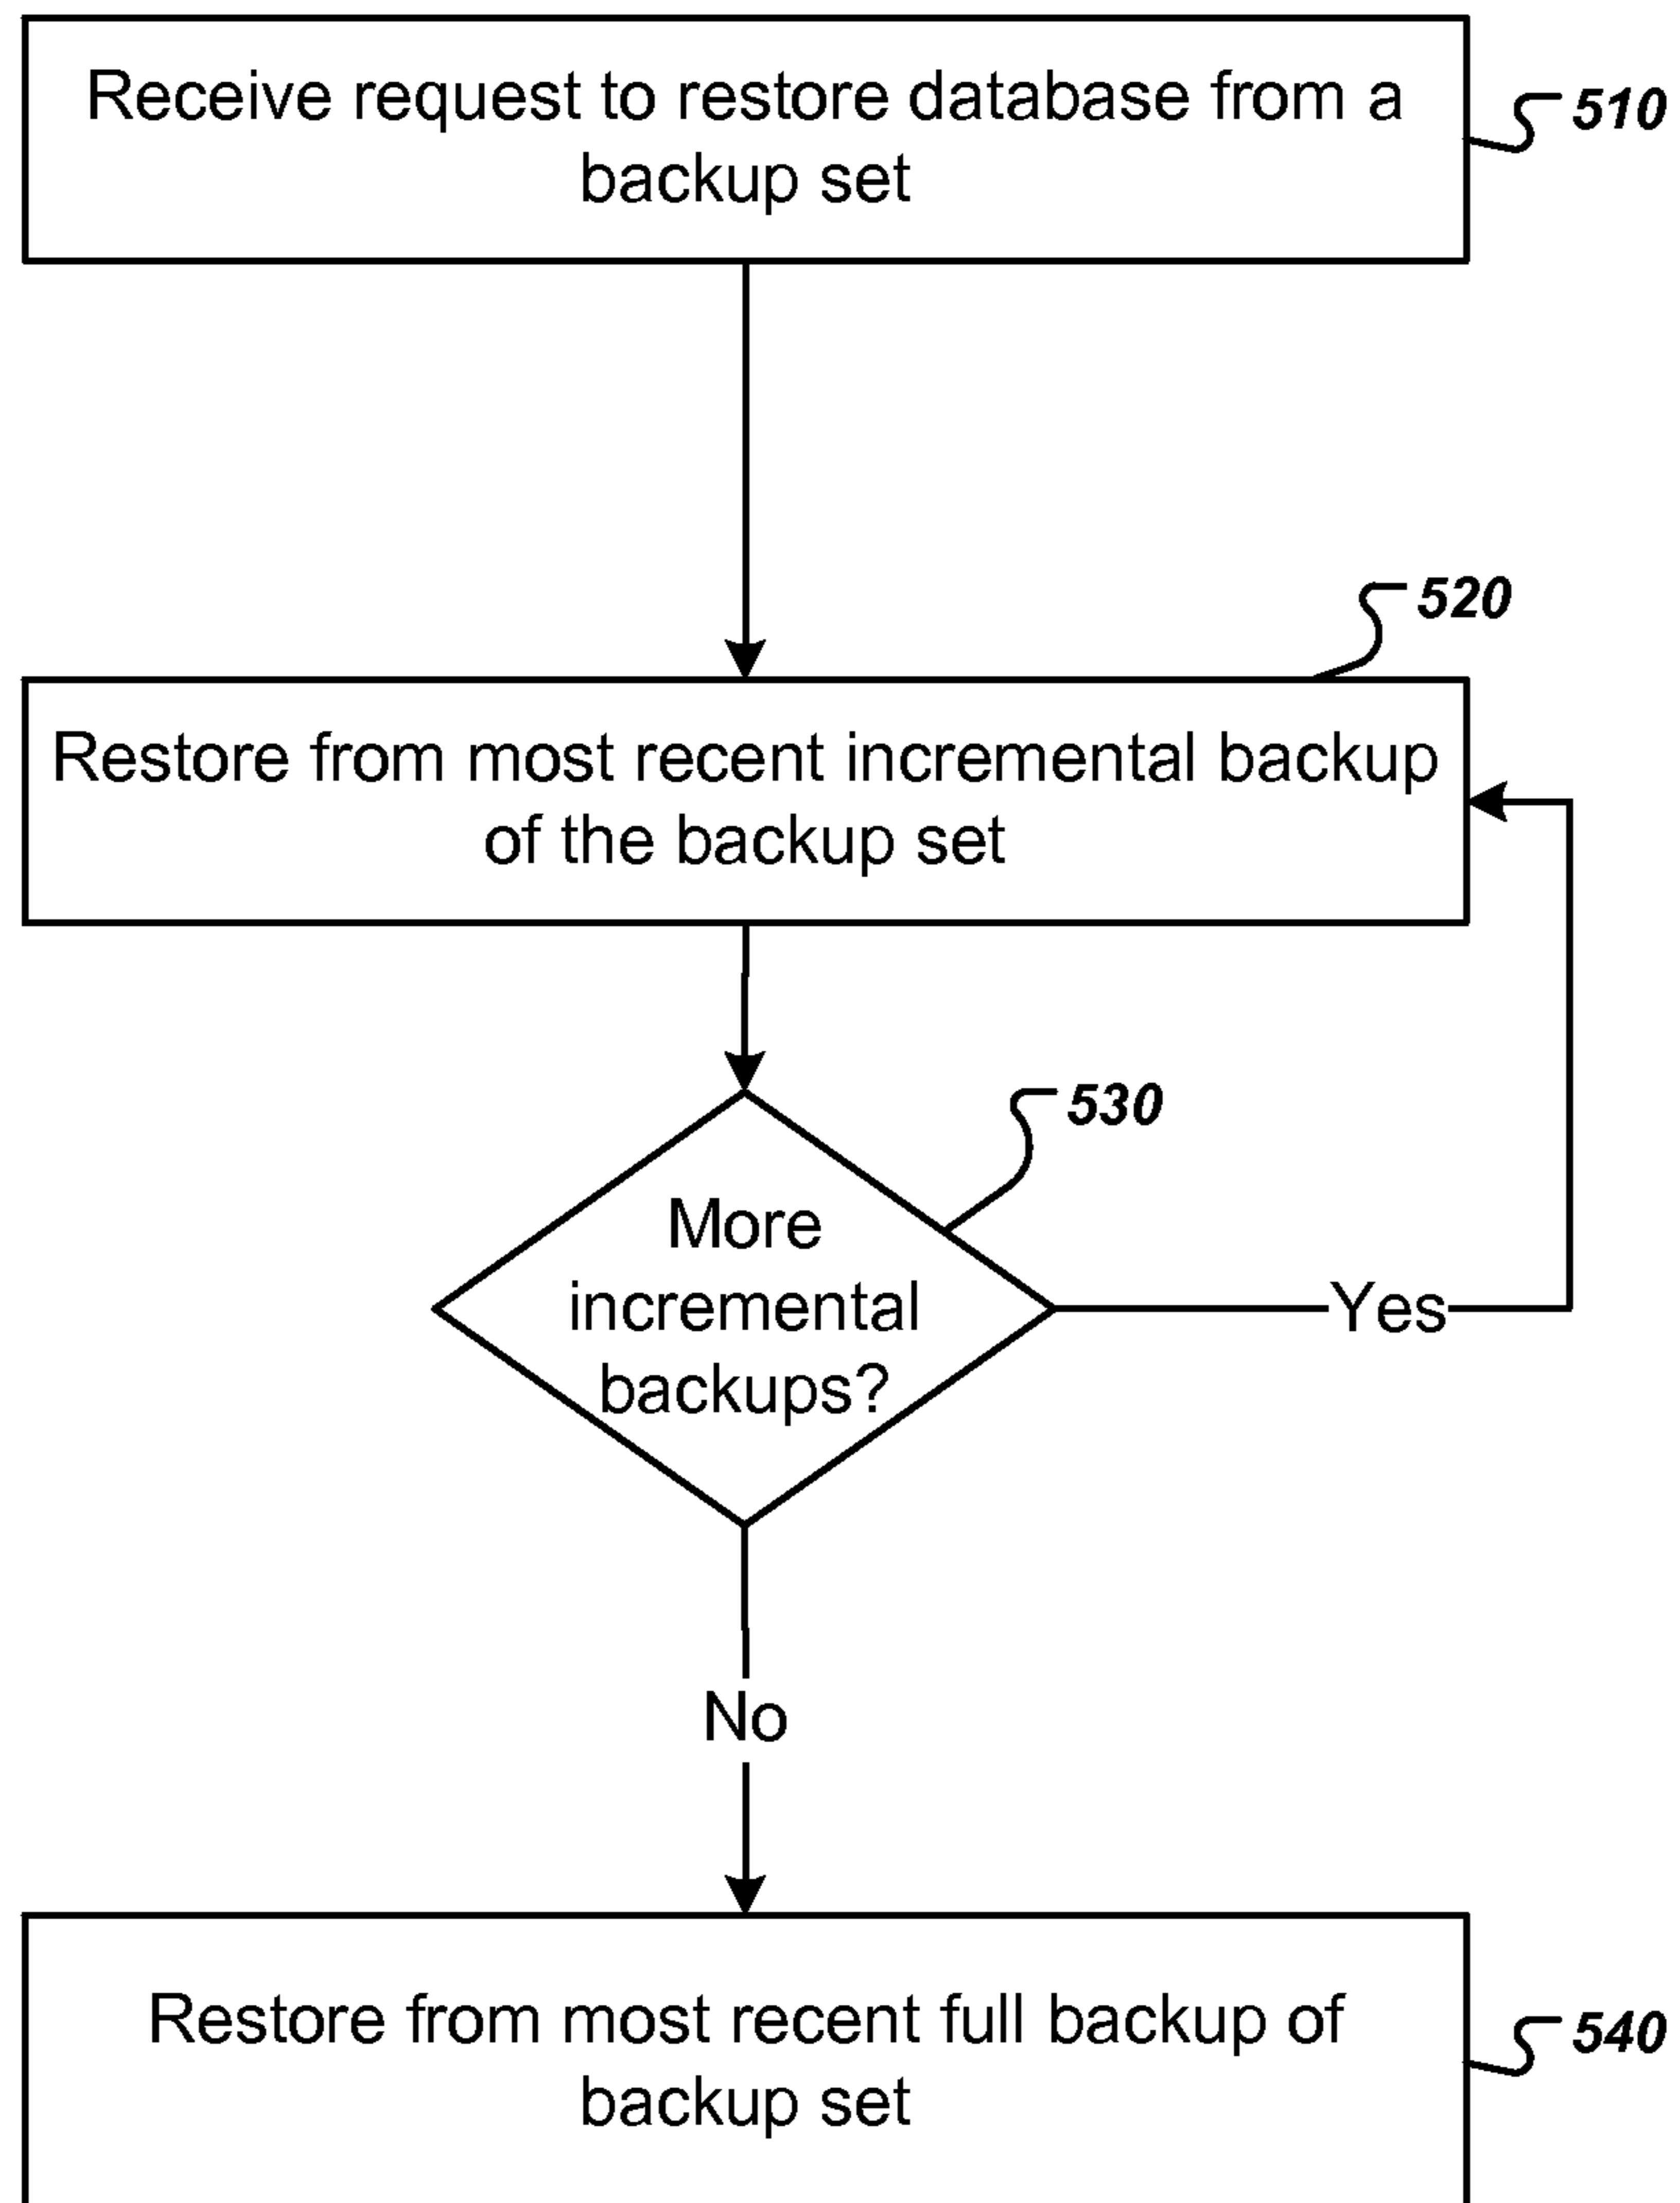 Receive request to restore database from a
backup set
510
520
Restore from most recent incremental backup
of the backup set
530
More
incremental
backups?
Yes
No
Restore from most recent full backup of
backup set
540